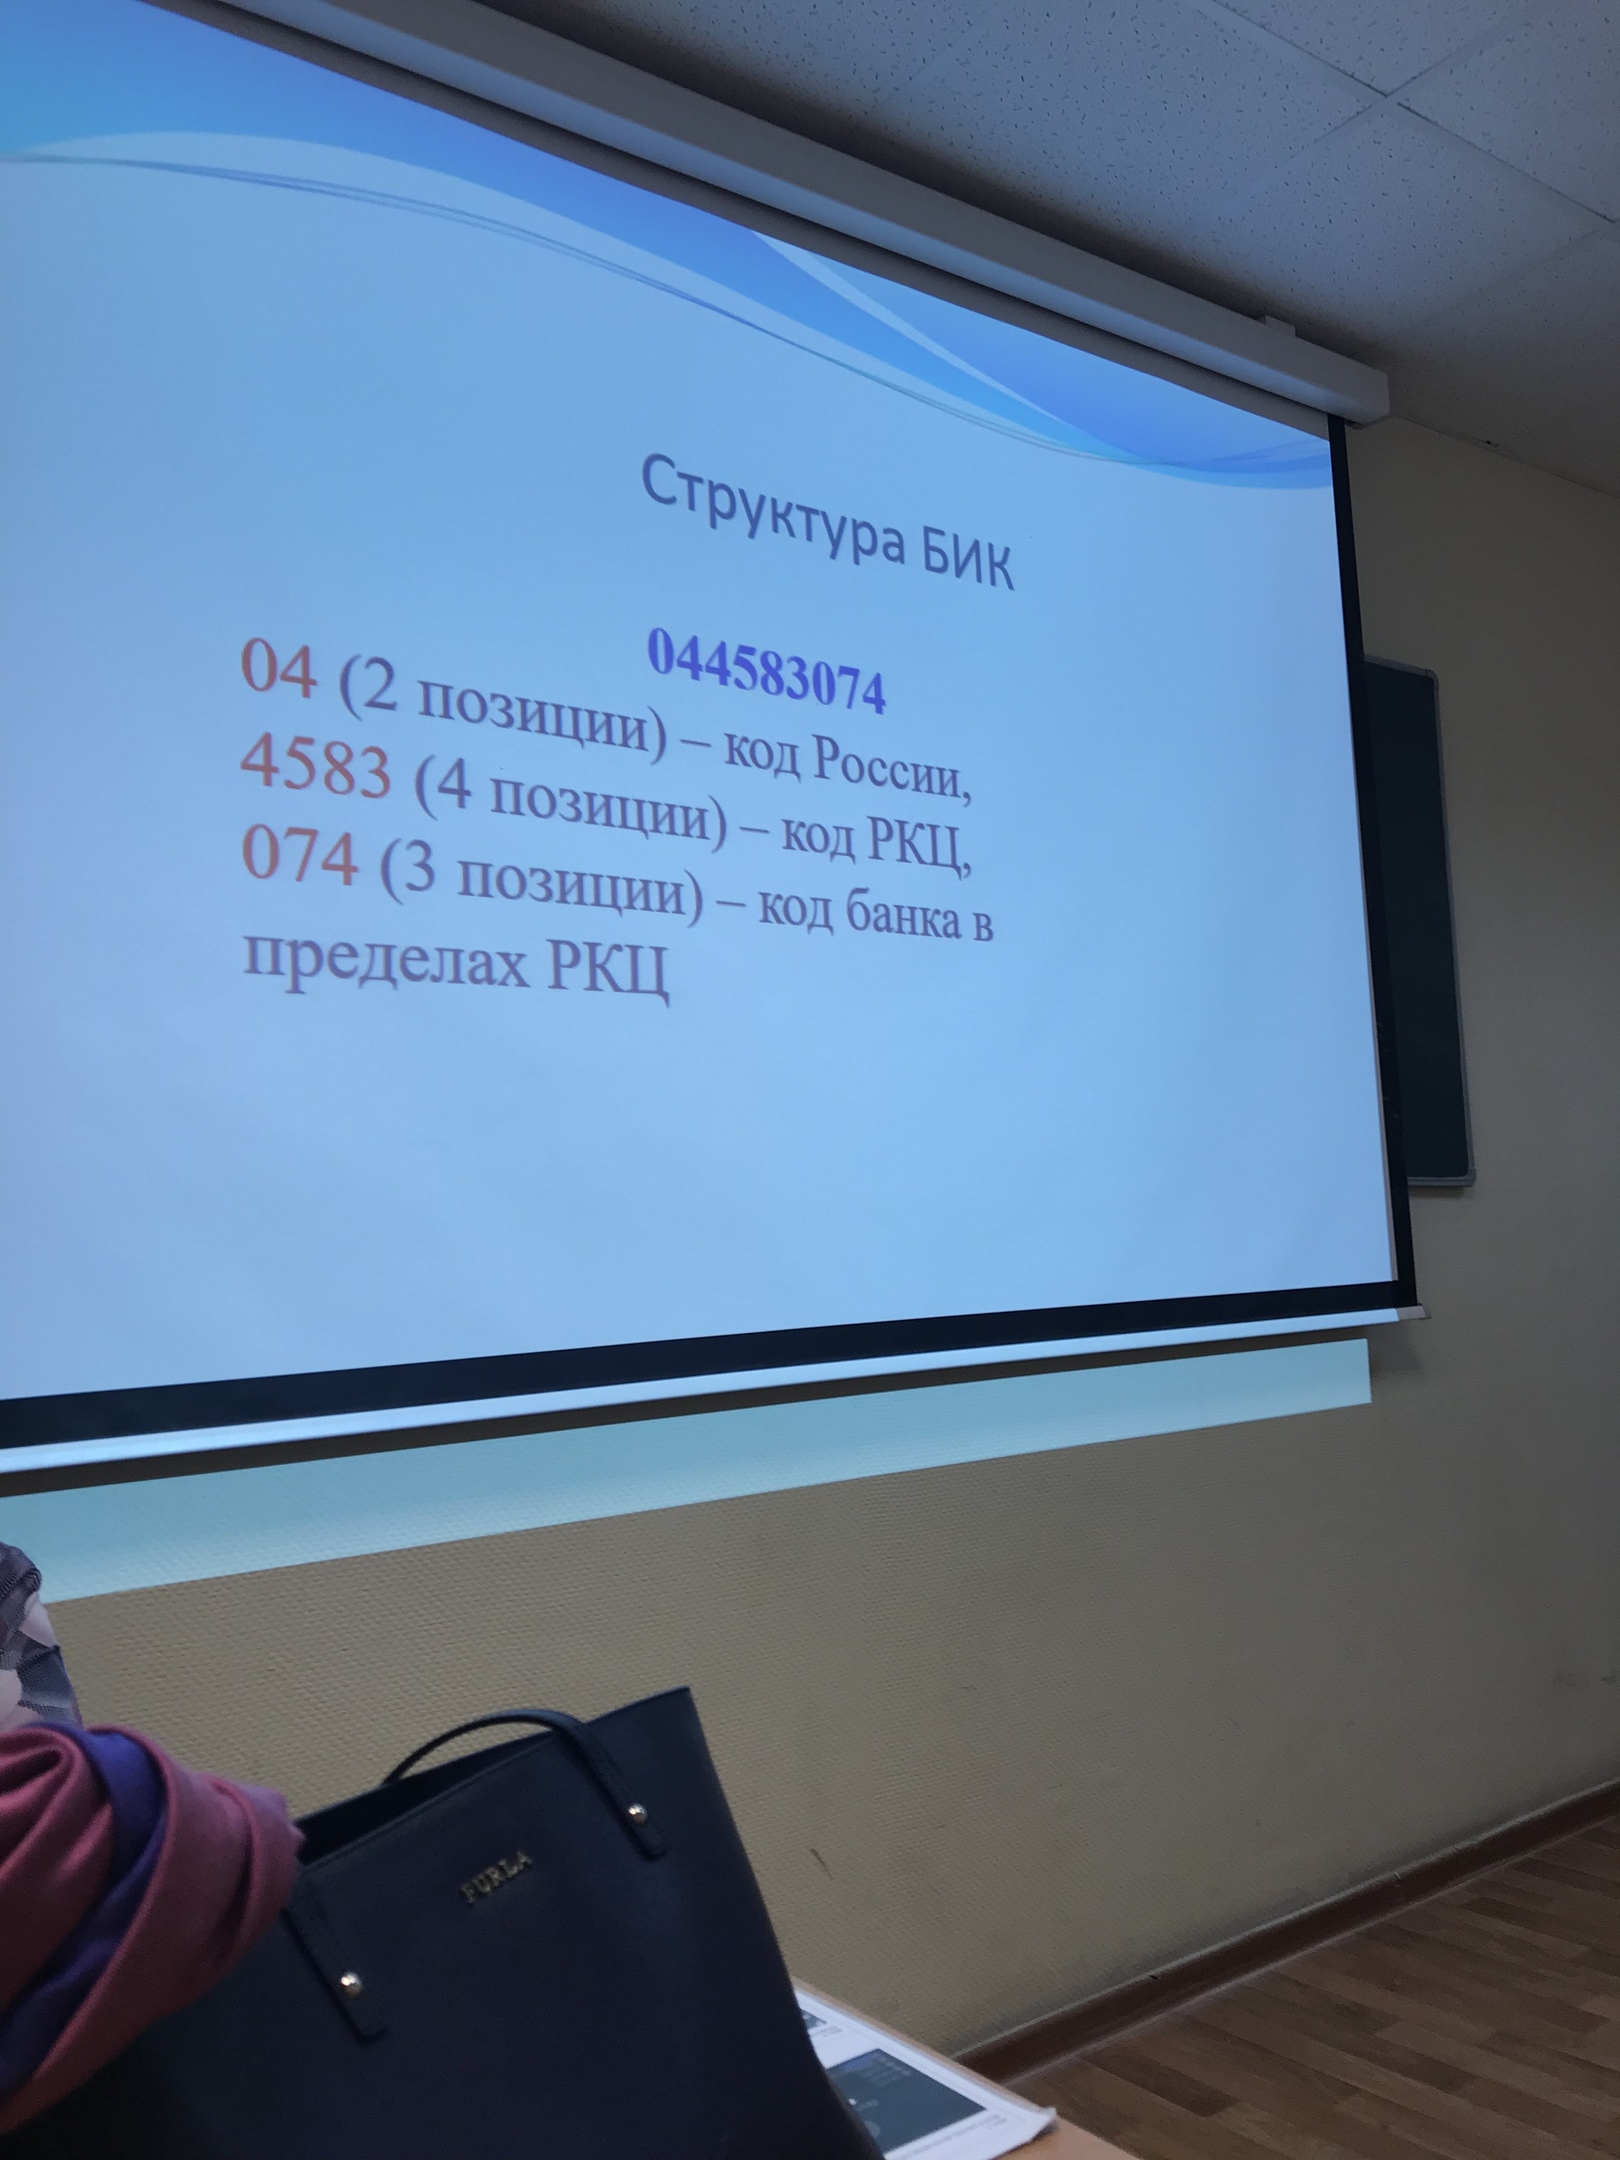 Структура БИК
044583074
04 (2 позиции) – код России,
4583 (4 позиции) – код РКЦ,
074 (3 позиции) – код банка в
пределах РКЦ
FURLA